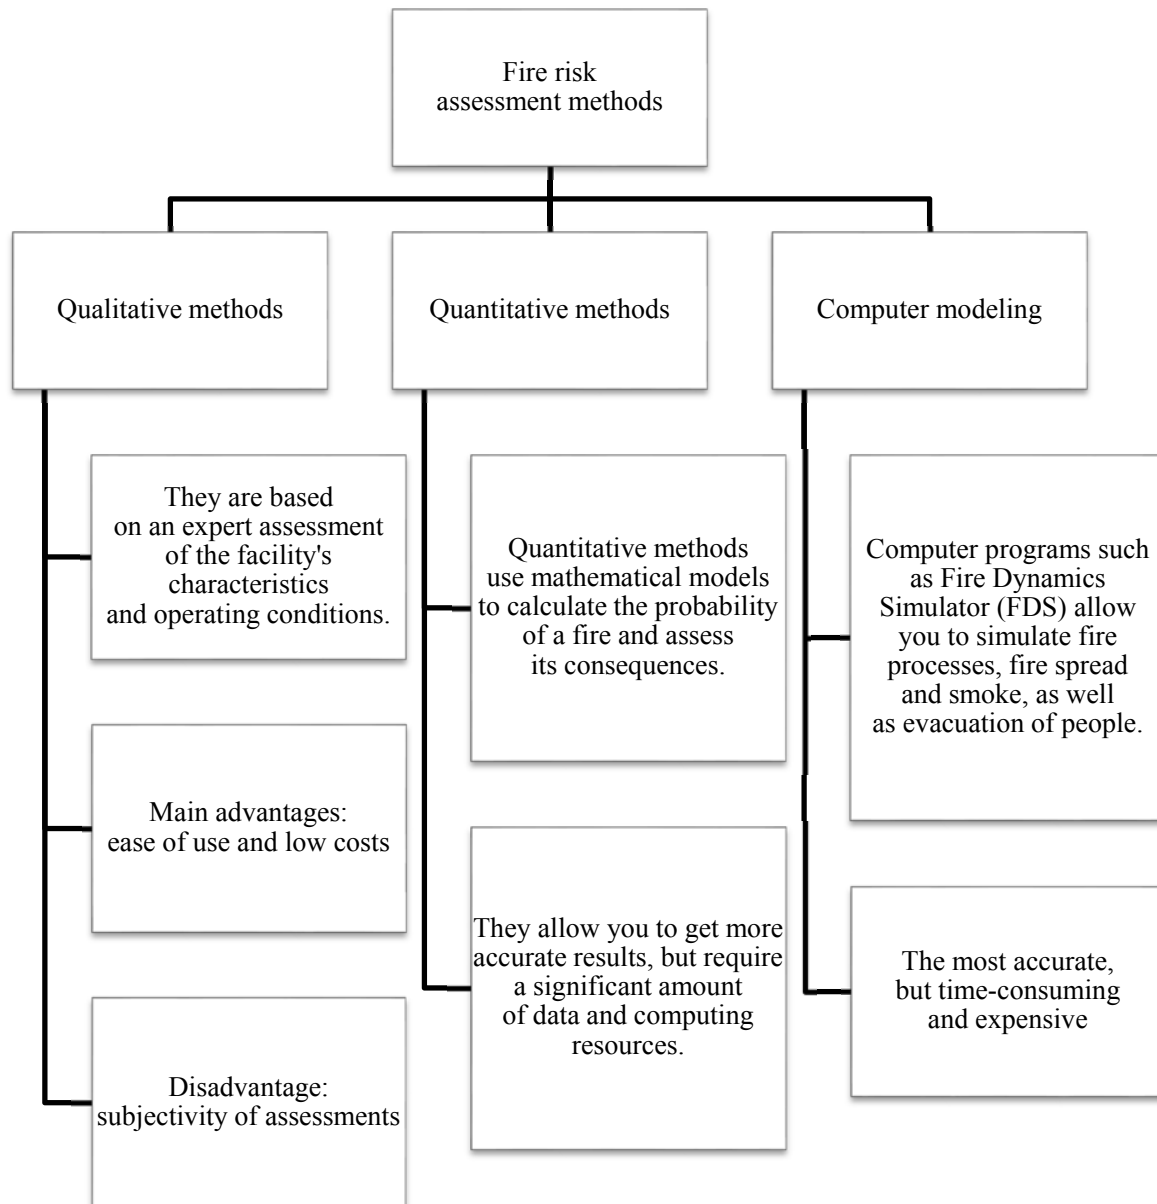 Fire risk
assessment methods
Qualitative methods
Quantitative methods
Computer modeling
They are based
on an expert assessment
of the facility's
characteristics
and operating conditions.
Main advantages:
ease of use and low costs
Disadvantage:
subjectivity of assessments
Quantitative methods
use mathematical models
to calculate the probability
of a fire and assess
its consequences.
They allow you to get more
accurate results, but require
a significant amount
of data and computing
resources.
Computer programs such
as Fire Dynamics
Simulator (FDS) allow
you to simulate fire
processes, fire spread
and smoke, as well
as evacuation of people.
The most accurate,
but time-consuming
and expensive